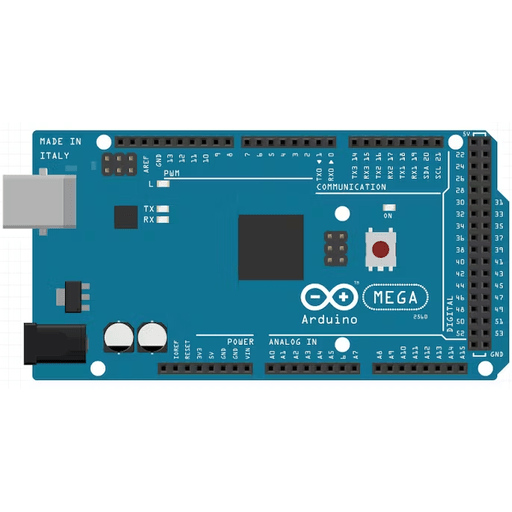 MADE IN
ITALY
AREF
GND
13
12
11
10
9
8
7
6
5
4
3
2
TX0 1
RX0 0
TX3 14
RX3 15
TX2 16
RX2 17
TX1 18
RX1 19
SDA 20
SCL 21
5V
PWM
COMMUNICATION
L
TX
RX
ON
22
24
26
28
30 31
32 33
34 35
36 37
38 39
40 41
42 43
44 45
46 47
48 49
50 51
52 53
GND
DIGITAL
TM
MEGA
2560
Arduino
POWER
ANALOG IN
IOREF
RESET
3V3
5V
GND
GND
VIN
A0
A1
A2
A3
A4
A5
6
A7
A8
A9
A10
A11
A12
A13
A14
A15